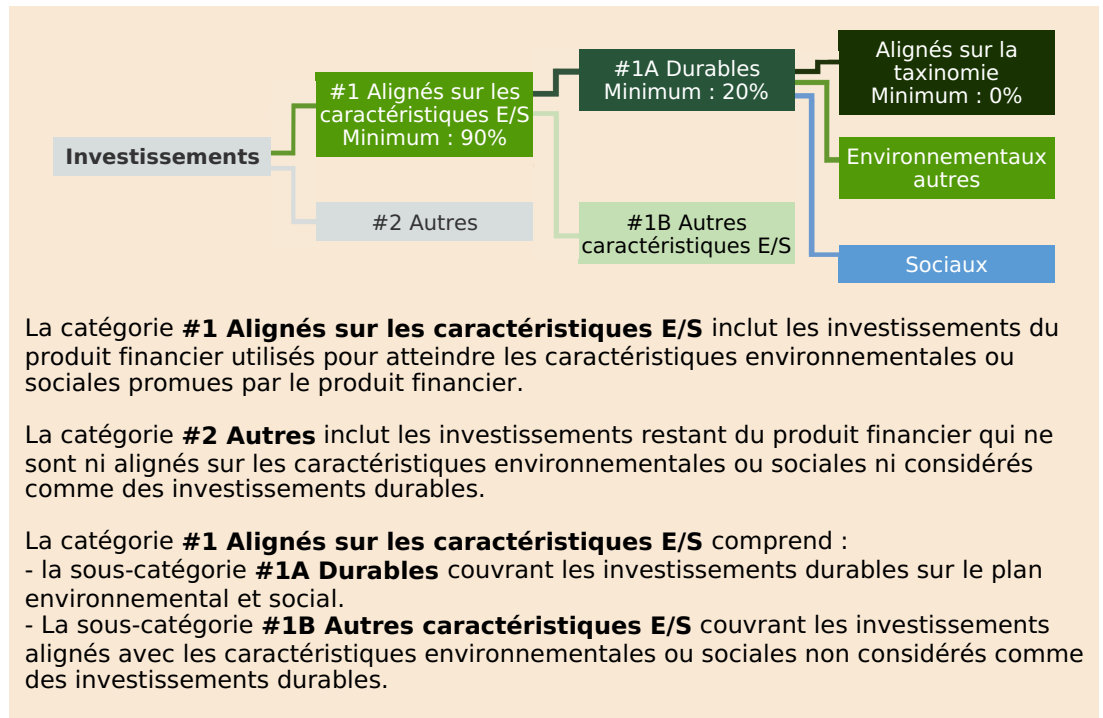 Investissements
#1 Alignés sur les
caractéristiques E/S
Minimum : 90%
#2 Autres
#1A Durables
Minimum : 20%
#1B Autres
caractéristiques E/S
Alignés sur la
taxinomie
Minimum : 0%
Environnementaux
autres
Sociaux
La catégorie #1 Alignés sur les caractéristiques E/S inclut les investissements du
produit financier utilisés pour atteindre les caractéristiques environnementales ou
sociales promues par le produit financier.
La catégorie #2 Autres inclut les investissements restant du produit financier qui ne
sont ni alignés sur les caractéristiques environnementales ou sociales ni considérés
comme des investissements durables.
La catégorie #1 Alignés sur les caractéristiques E/S comprend :
- la sous-catégorie #1A Durables couvrant les investissements durables sur le plan
environnemental et social.
- La sous-catégorie #1B Autres caractéristiques E/S couvrant les investissements
alignés avec les caractéristiques environnementales ou sociales non considérés comme
des investissements durables.